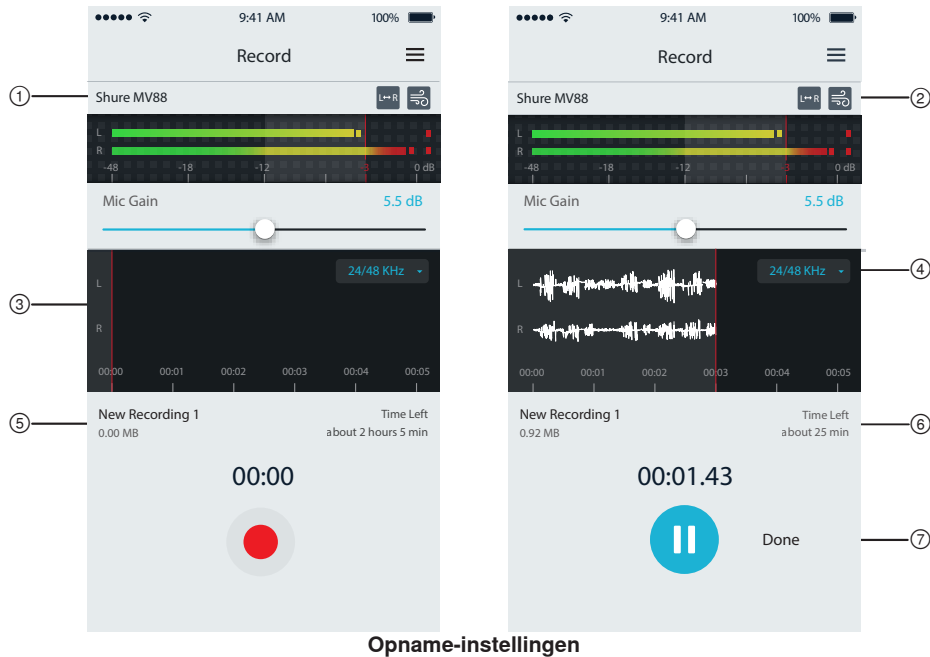 9:41 AM 100%
Record
① Shure MV88 L↔R
L
R
-48 -18 -12 -3 0 dB
Mic Gain 5.5 dB
③ 24/48 KHz
L
R
00:00 00:01 00:02 00:03 00:04 00:05
⑤ New Recording 1 Time Left
0.00 MB about 2 hours 5 min
00:00
9:41 AM 100%
Record
Shure MV88 L↔R ②
L
R
-48 -18 -12 -3 0 dB
Mic Gain 5.5 dB
24/48 KHz ④
L
R
00:00 00:01 00:02 00:03 00:04 00:05
New Recording 1 Time Left ⑥
0.92 MB about 25 min
00:01.43
Done ⑦
Opname-instellingen